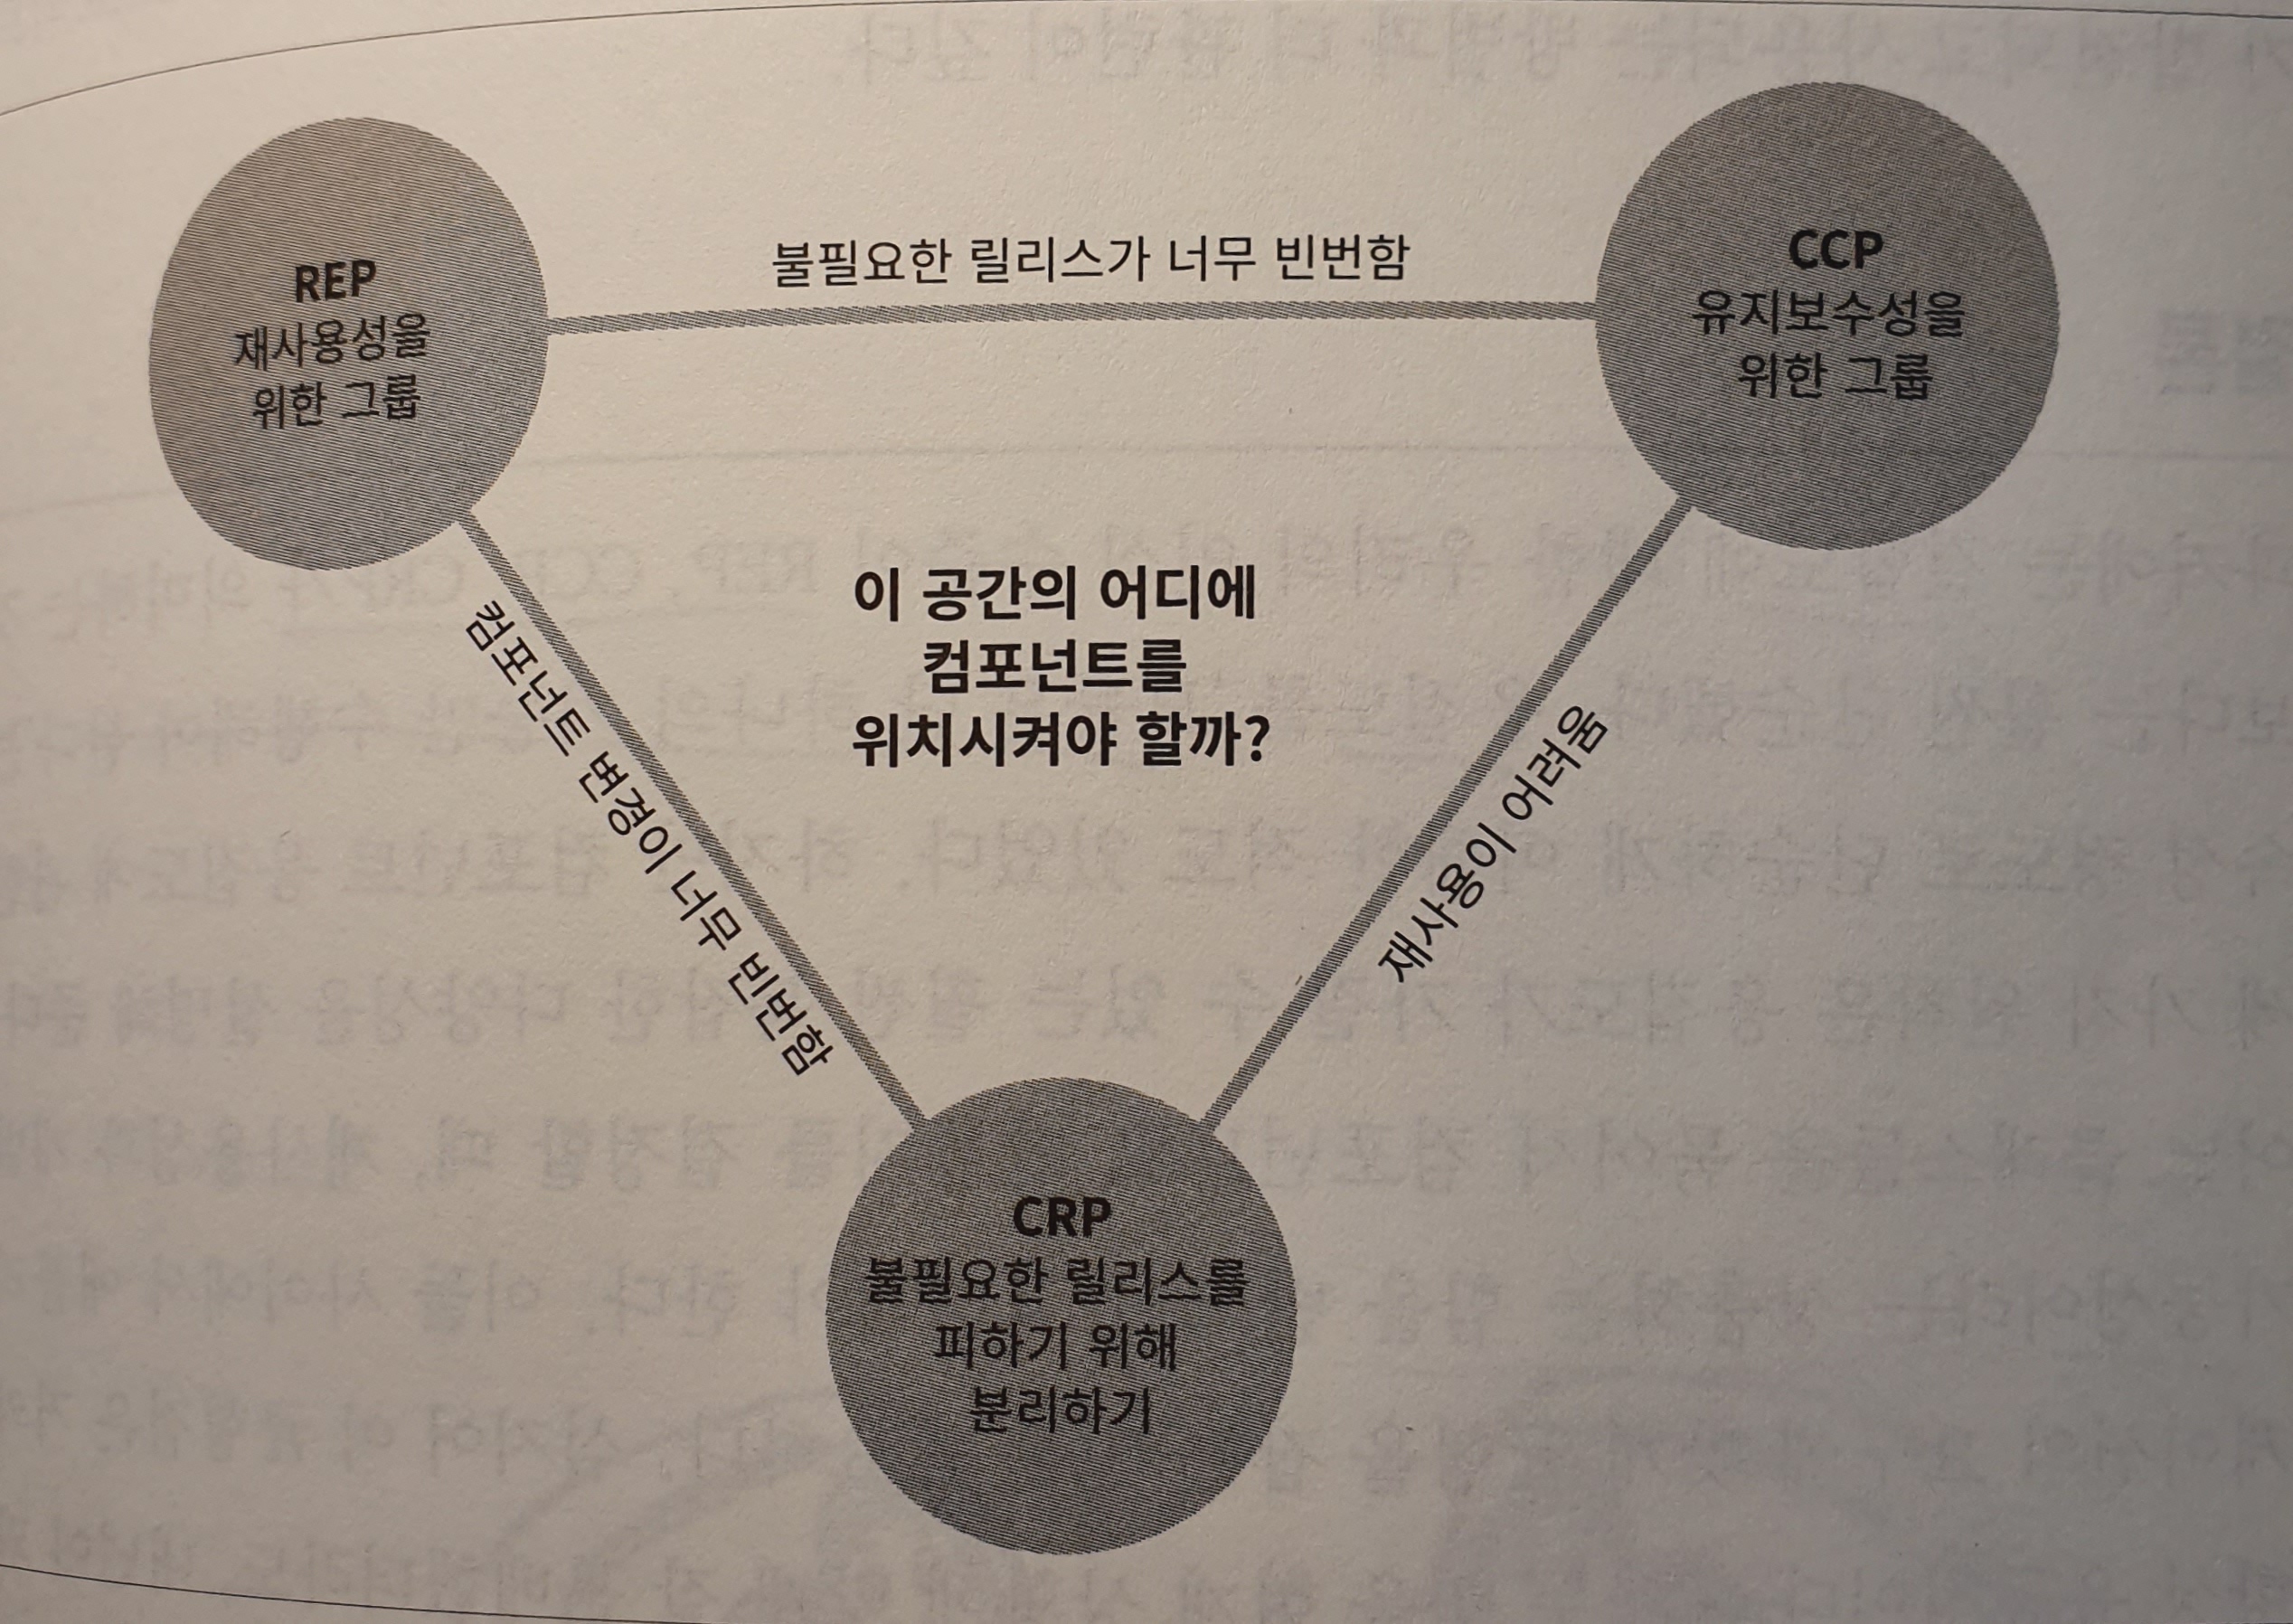 REP
재사용성을
위한 그룹
불필요한 릴리스가 너무 빈번함
CCP
유지보수성을
위한 그룹
이 공간의 어디에
컴포넌트를
위치시켜야 할까?
컴포넌트 변경이 너무 빈번함
재사용이 어려움
CRP
불필요한 릴리스를
피하기 위해
분리하기